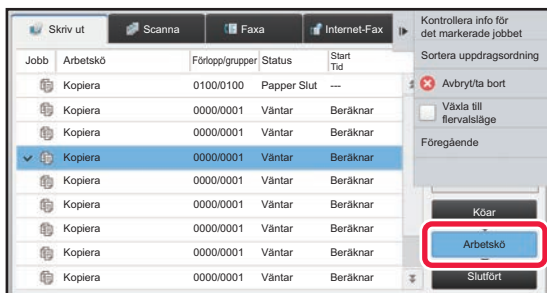 Skriv ut
Scanna
Faxa
Internet-Fax
Kontrollera info för
det markerade jobbet
Sortera uppdragsordning
Avbryt/ta bort
Växla till
flervalsläge
Föregående
Jobb Arbetskö Förlopp/grupper Status Start
Tid
Kopiera 0100/0100 Papper Slut ---
Kopiera 0000/0001 Väntar Beräknar
Kopiera 0000/0001 Väntar Beräknar
Kopiera 0000/0001 Väntar Beräknar
Kopiera 0000/0001 Väntar Beräknar
Kopiera 0000/0001 Väntar Beräknar
Kopiera 0000/0001 Väntar Beräknar
Kopiera 0000/0001 Väntar Beräknar
Kopiera 0000/0001 Väntar Beräknar
Köar
Arbetskö
Slutfört